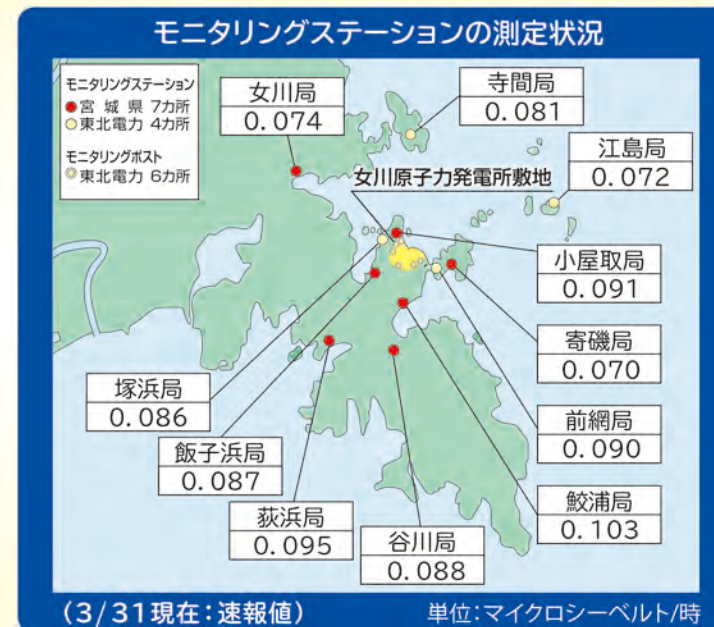 モニタリングステーションの測定状況
モニタリングステーション
宮城県 7カ所
東北電力 4カ所
モニタリングポスト
東北電力 6カ所
女川局
0.074
寺間局
0.081
江島局
0.072
女川原子力発電所敷地
小屋取局
0.091
寄磯局
0.070
前網局
0.090
鮫浦局
0.103
塚浜局
0.086
飯子浜局
0.087
荻浜局
0.095
谷川局
0.088
(3/31現在:速報値)
単位:マイクロシーベルト/時